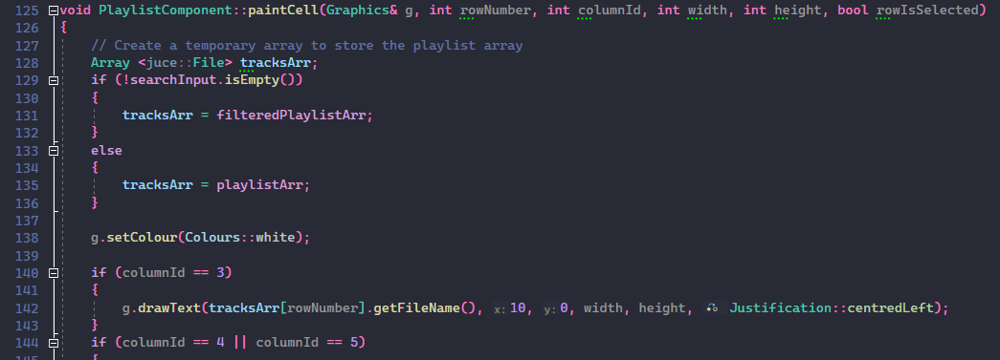 125 void PlaylistComponent::paintCell(Graphics& g, int rowNumber, int columnId, int width, int height, bool rowIsSelected)
126 {
127 // Create a temporary array to store the playlist array
128 Array <juce::File> tracksArr;
129 if (!searchInput.isEmpty())
130 {
131 tracksArr = filteredPlaylistArr;
132 }
133 else
134 {
135 tracksArr = playlistArr;
136 }
137
138 g.setColour(Colours::white);
139
140 if (columnId == 3)
141 {
142 g.drawText(tracksArr[rowNumber].getFileName(), x: 10, y: 0, width, height, Justification::centredLeft);
143 }
144 if (columnId == 4 || columnId == 5)
145 {